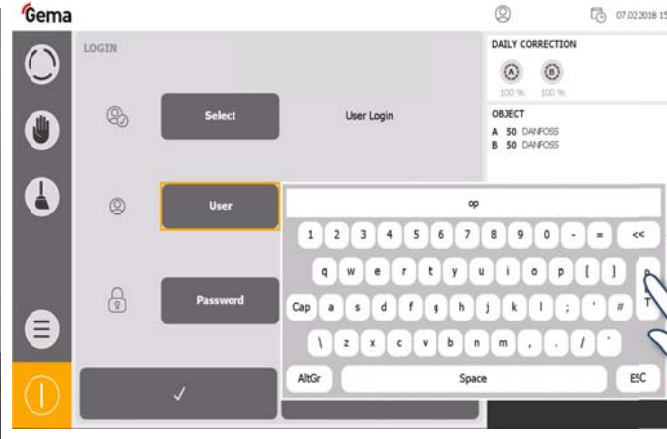 Gema
07.02.2018 15
LOGIN
Select
User Login
User
Password
DAILY CORRECTION
A B
100 % 100 %
OBJECT
A 50 DANFOSS
B 50 DANFOSS
op
1 2 3 4 5 6 7 8 9 0 - = <<
q w e r t y u i o p [ ]
Cap a s d f g h j k l ; ' #
\ z x c v b n m , . / `
AltGr Space ESC